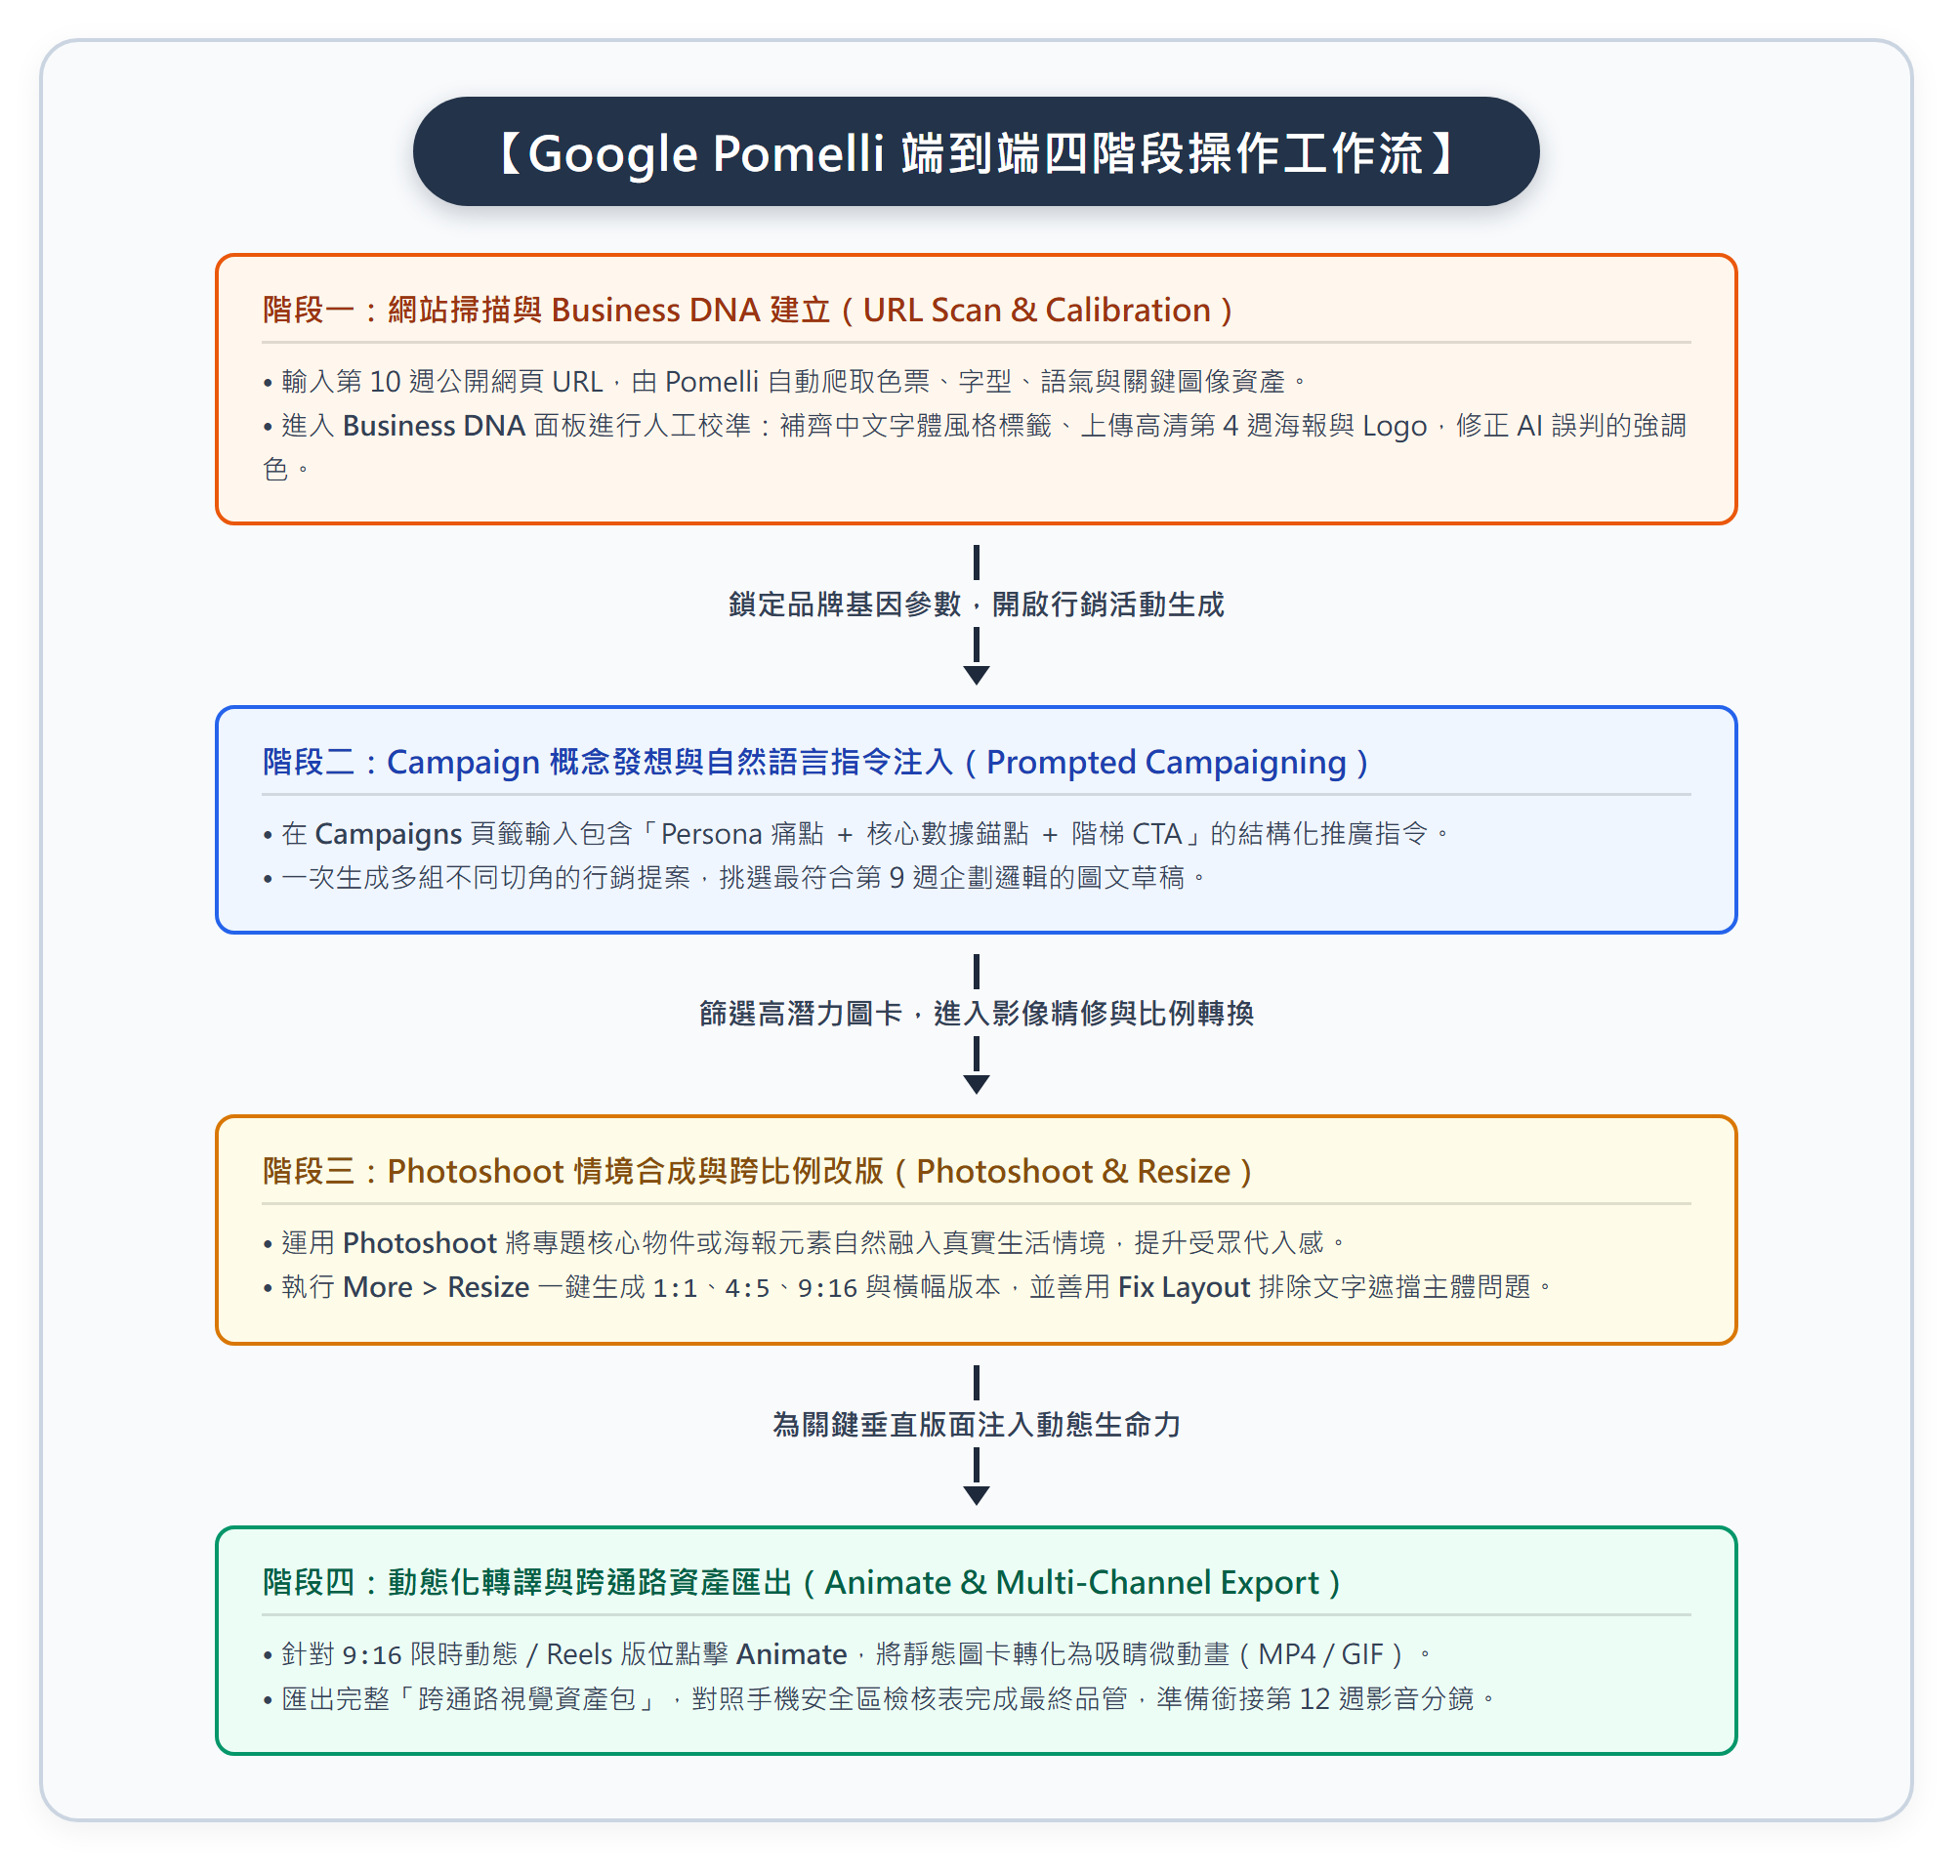 【Google Pomelli 端到端四階段操作工作流】
階段一：網站掃描與 Business DNA 建立（URL Scan & Calibration）
• 輸入第 10 週公開網頁 URL，由 Pomelli 自動爬取色票、字型、語氣與關鍵圖像資產。
• 進入 Business DNA 面板進行人工校準：補齊中文字體風格標籤、上傳高清第 4 週海報與 Logo，修正 AI 誤判的強調
色。
鎖定品牌基因參數，開啟行銷活動生成
階段二：Campaign 概念發想與自然語言指令注入（Prompted Campaigning）
• 在 Campaigns 頁籤輸入包含「Persona 痛點 + 核心數據錨點 + 階梯 CTA」的結構化推廣指令。
• 一次生成多組不同切角的行銷提案，挑選最符合第 9 週企劃邏輯的圖文草稿。
篩選高潛力圖卡，進入影像精修與比例轉換
階段三：Photoshoot 情境合成與跨比例改版（Photoshoot & Resize）
• 運用 Photoshoot 將專題核心物件或海報元素自然融入真實生活情境，提升受眾代入感。
• 執行 More > Resize 一鍵生成 1:1、4:5、9:16 與橫幅版本，並善用 Fix Layout 排除文字遮擋主體問題。
為關鍵垂直版面注入動態生命力
階段四：動態化轉譯與跨通路資產匯出（Animate & Multi-Channel Export）
• 針對 9:16 限時動態 / Reels 版位點擊 Animate，將靜態圖卡轉化為吸睛微動畫（MP4 / GIF）。
• 匯出完整「跨通路視覺資產包」，對照手機安全區檢核表完成最終品管，準備銜接第 12 週影音分鏡。